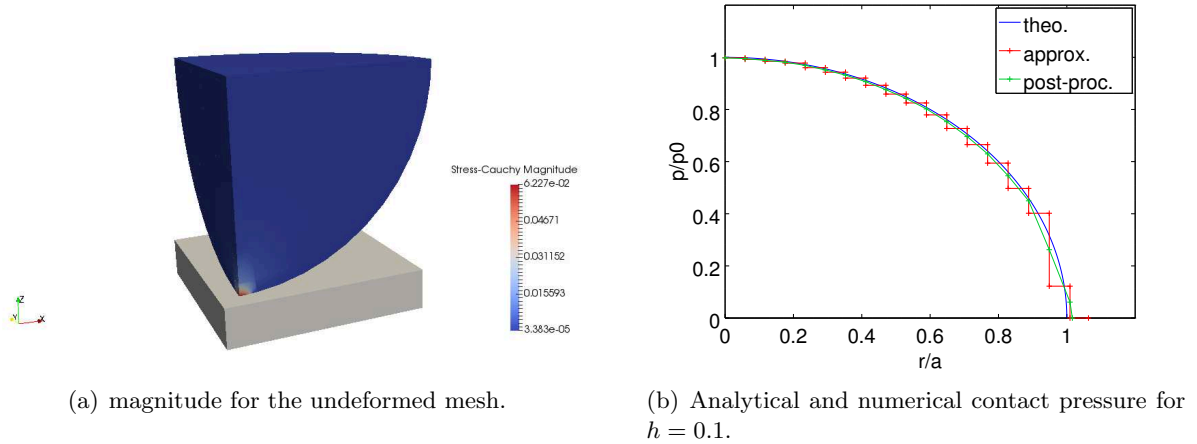 Stress-Cauchy Magnitude
6.227e-02
0.04671
0.031152
0.015593
3.383e-05
Z
Y
X
(a) magnitude for the undeformed mesh.
theo.
approx.
post-proc.
1
0.8
0.6
0.4
0.2
0
p/p0
0 0.2 0.4 0.6 0.8 1
r/a
(b) Analytical and numerical contact pressure for
h = 0.1.